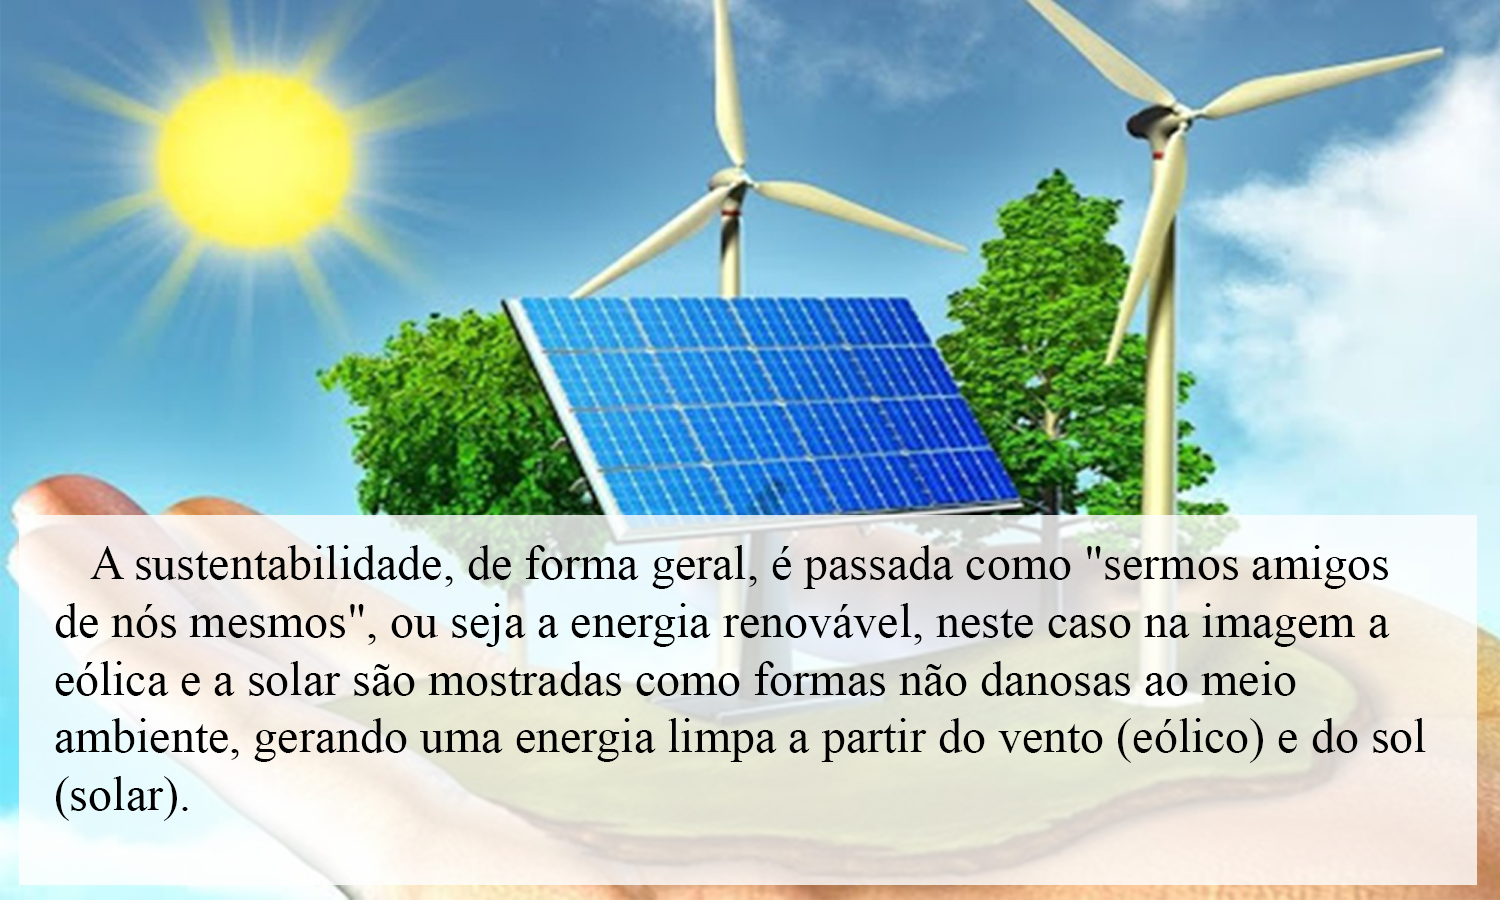 A sustentabilidade, de forma geral, é passada como "sermos amigos
de nós mesmos", ou seja a energia renovável, neste caso na imagem a
eólica e a solar são mostradas como formas não danosas ao meio
ambiente, gerando uma energia limpa a partir do vento (eólico) e do sol
(solar).